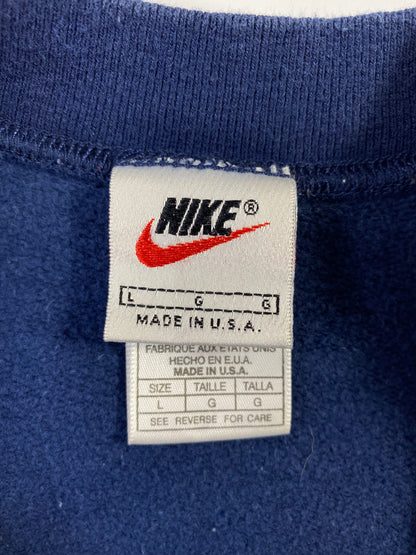 NIKE®
L G G
MADE IN U.S.A.
FABRIQUE AUX ETATS UNIS
HECHO EN E.U.A.
MADE IN U.S.A.
SIZE TAILLE TALLA
L G G
SEE REVERSE FOR CARE